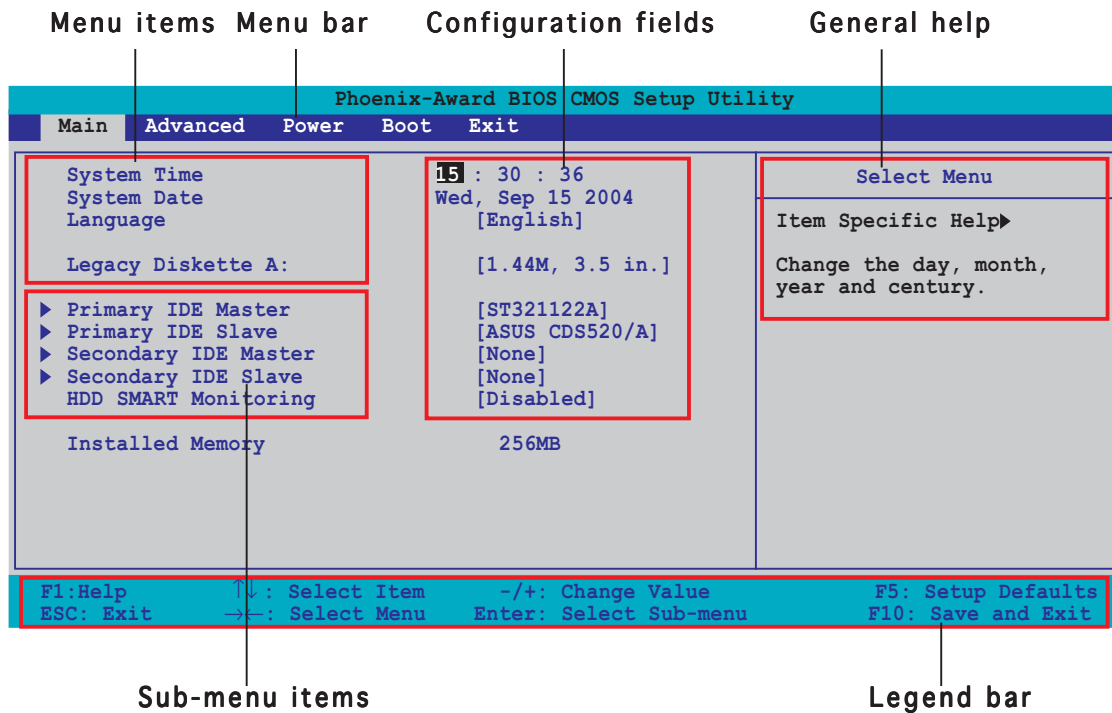 Menu items Menu bar Configuration fields General help
Phoenix-Award BIOS CMOS Setup Utility
Main Advanced Power Boot Exit
System Time 15 : 30 : 36
System Date Wed, Sep 15 2004
Language [English]
Legacy Diskette A: [1.44M, 3.5 in.]
Primary IDE Master [ST321122A]
Primary IDE Slave [ASUS CDS520/A]
Secondary IDE Master [None]
Secondary IDE Slave [None]
HDD SMART Monitoring [Disabled]
Installed Memory 256MB
Select Menu
Item Specific Help
Change the day, month,
year and century.
F1:Help ↑↓: Select Item -/+: Change Value F5: Setup Defaults
ESC: Exit →←: Select Menu Enter: Select Sub-menu F10: Save and Exit
Sub-menu items Legend bar